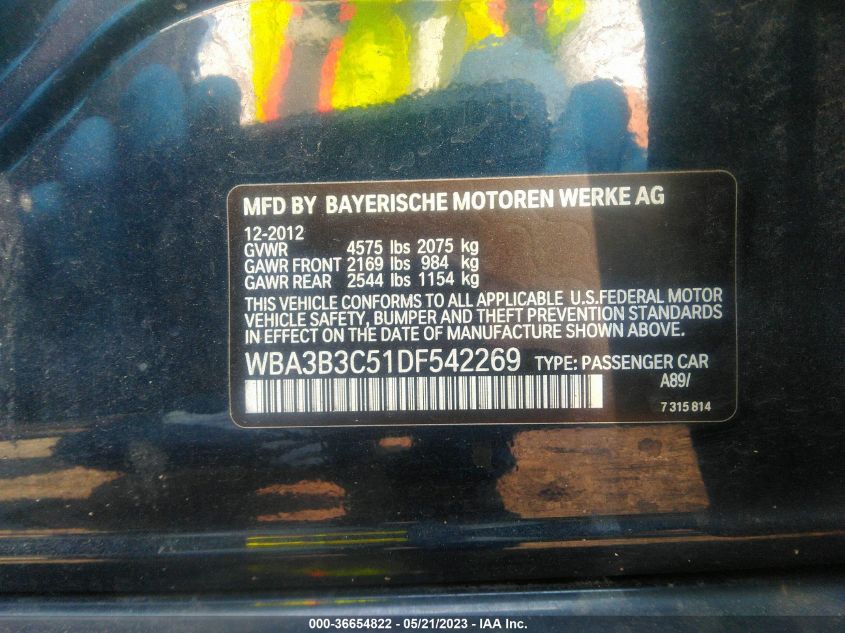 MFD BY BAYERISCHE MOTOREN WERKE AG
12-2012
GVWR 4575 lbs 2075 kg
GAWR FRONT 2169 lbs 984 kg
GAWR REAR 2544 lbs 1154 kg
THIS VEHICLE CONFORMS TO ALL APPLICABLE U.S.FEDERAL MOTOR
VEHICLE SAFETY, BUMPER AND THEFT PREVENTION STANDARDS
IN EFFECT ON THE DATE OF MANUFACTURE SHOWN ABOVE.
WBA3B3C51DF542269 TYPE: PASSENGER CAR
A89/
7 315 814
000-36654822 - 05/21/2023 - IAA Inc.